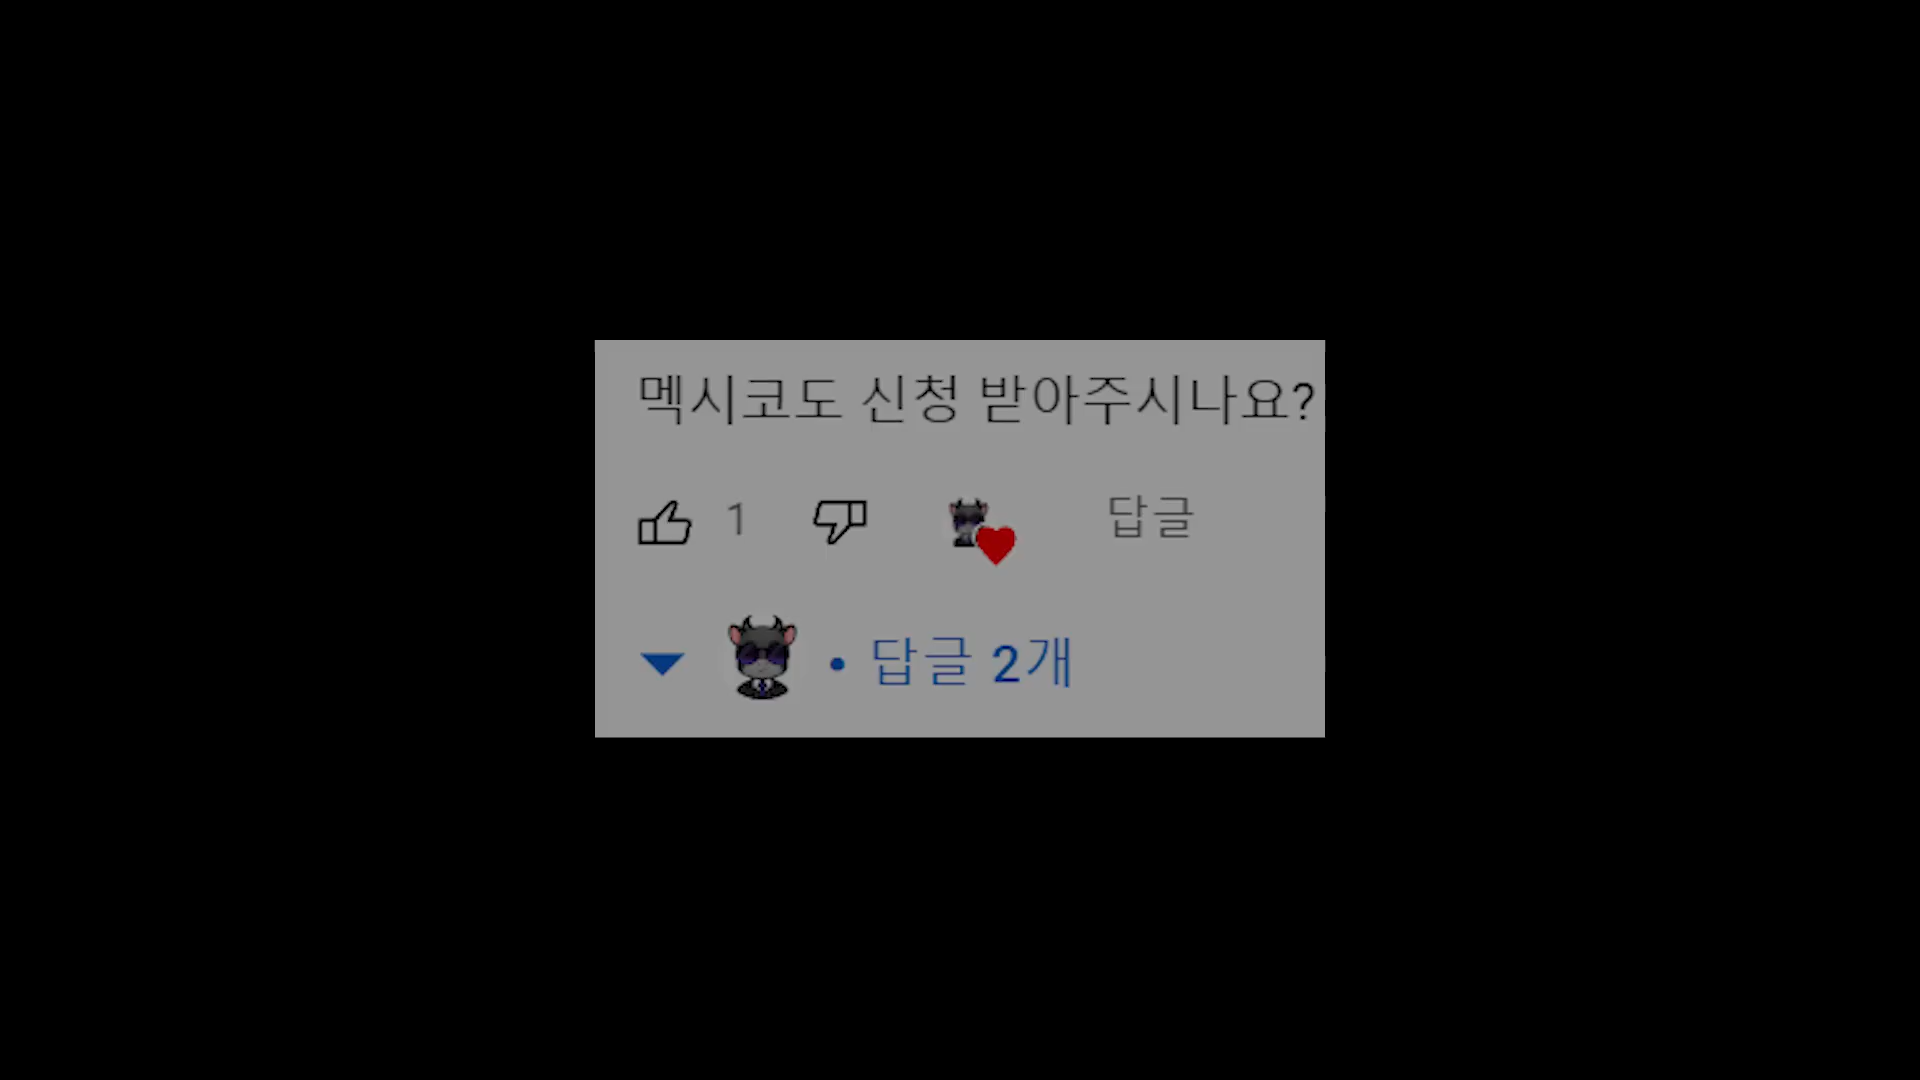 멕시코도 신청 받아주시나요?
1 답글
• 답글 2개